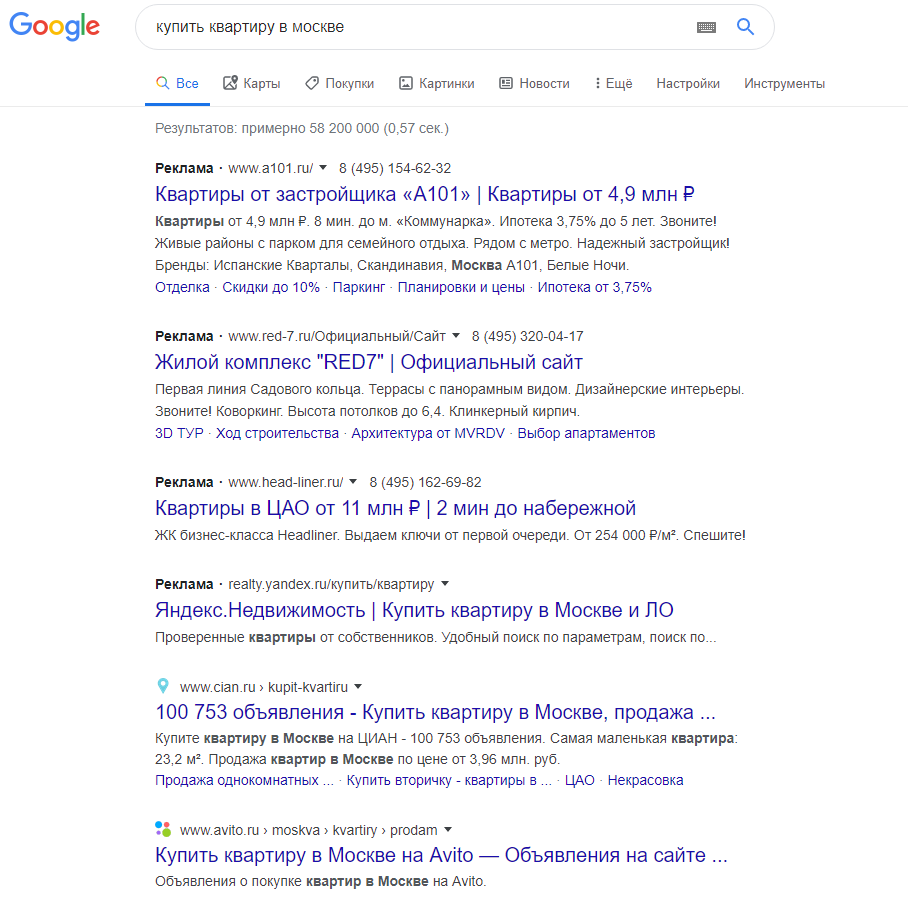 Google
купить квартиру в москве
Все Карты Покупки Картинки Новости Ещё Настройки Инструменты
Результатов: примерно 58 200 000 (0,57 сек.)
Реклама · www.a101.ru/ 8 (495) 154-62-32
Квартиры от застройщика «А101» | Квартиры от 4,9 млн ₽
Квартиры от 4,9 млн ₽. 8 мин. до м. «Коммунарка». Ипотека 3,75% до 5 лет. Звоните!
Живые районы с парком для семейного отдыха. Рядом с метро. Надежный застройщик!
Бренды: Испанские Кварталы, Скандинавия, Москва А101, Белые Ночи.
Отделка · Скидки до 10% · Паркинг · Планировки и цены · Ипотека от 3,75%
Реклама · www.red-7.ru/Официальный/Сайт 8 (495) 320-04-17
Жилой комплекс "RED7" | Официальный сайт
Первая линия Садового кольца. Террасы с панорамным видом. Дизайнерские интерьеры.
Звоните! Коворкинг. Высота потолков до 6,4. Клинкерный кирпич.
3D ТУР · Ход строительства · Архитектура от MVRDV · Выбор апартаментов
Реклама · www.head-liner.ru/ 8 (495) 162-69-82
Квартиры в ЦАО от 11 млн ₽ | 2 мин до набережной
ЖК бизнес-класса Headliner. Выдаем ключи от первой очереди. От 254 000 ₽/м². Спешите!
Реклама · realty.yandex.ru/купить/квартиру
Яндекс.Недвижимость | Купить квартиру в Москве и ЛО
Проверенные квартиры от собственников. Удобный поиск по параметрам, поиск по...
www.cian.ru › kupit-kvartiru
100 753 объявления - Купить квартиру в Москве, продажа ...
Купите квартиру в Москве на ЦИАН - 100 753 объявления. Самая маленькая квартира:
23,2 м². Продажа квартир в Москве по цене от 3,96 млн. руб.
Продажа однокомнатных ... · Купить вторичку - квартиры в ... · ЦАО · Некрасовка
www.avito.ru › moskva › kvartiry › prodam
Купить квартиру в Москве на Avito — Объявления на сайте ...
Объявления о покупке квартир в Москве на Avito.